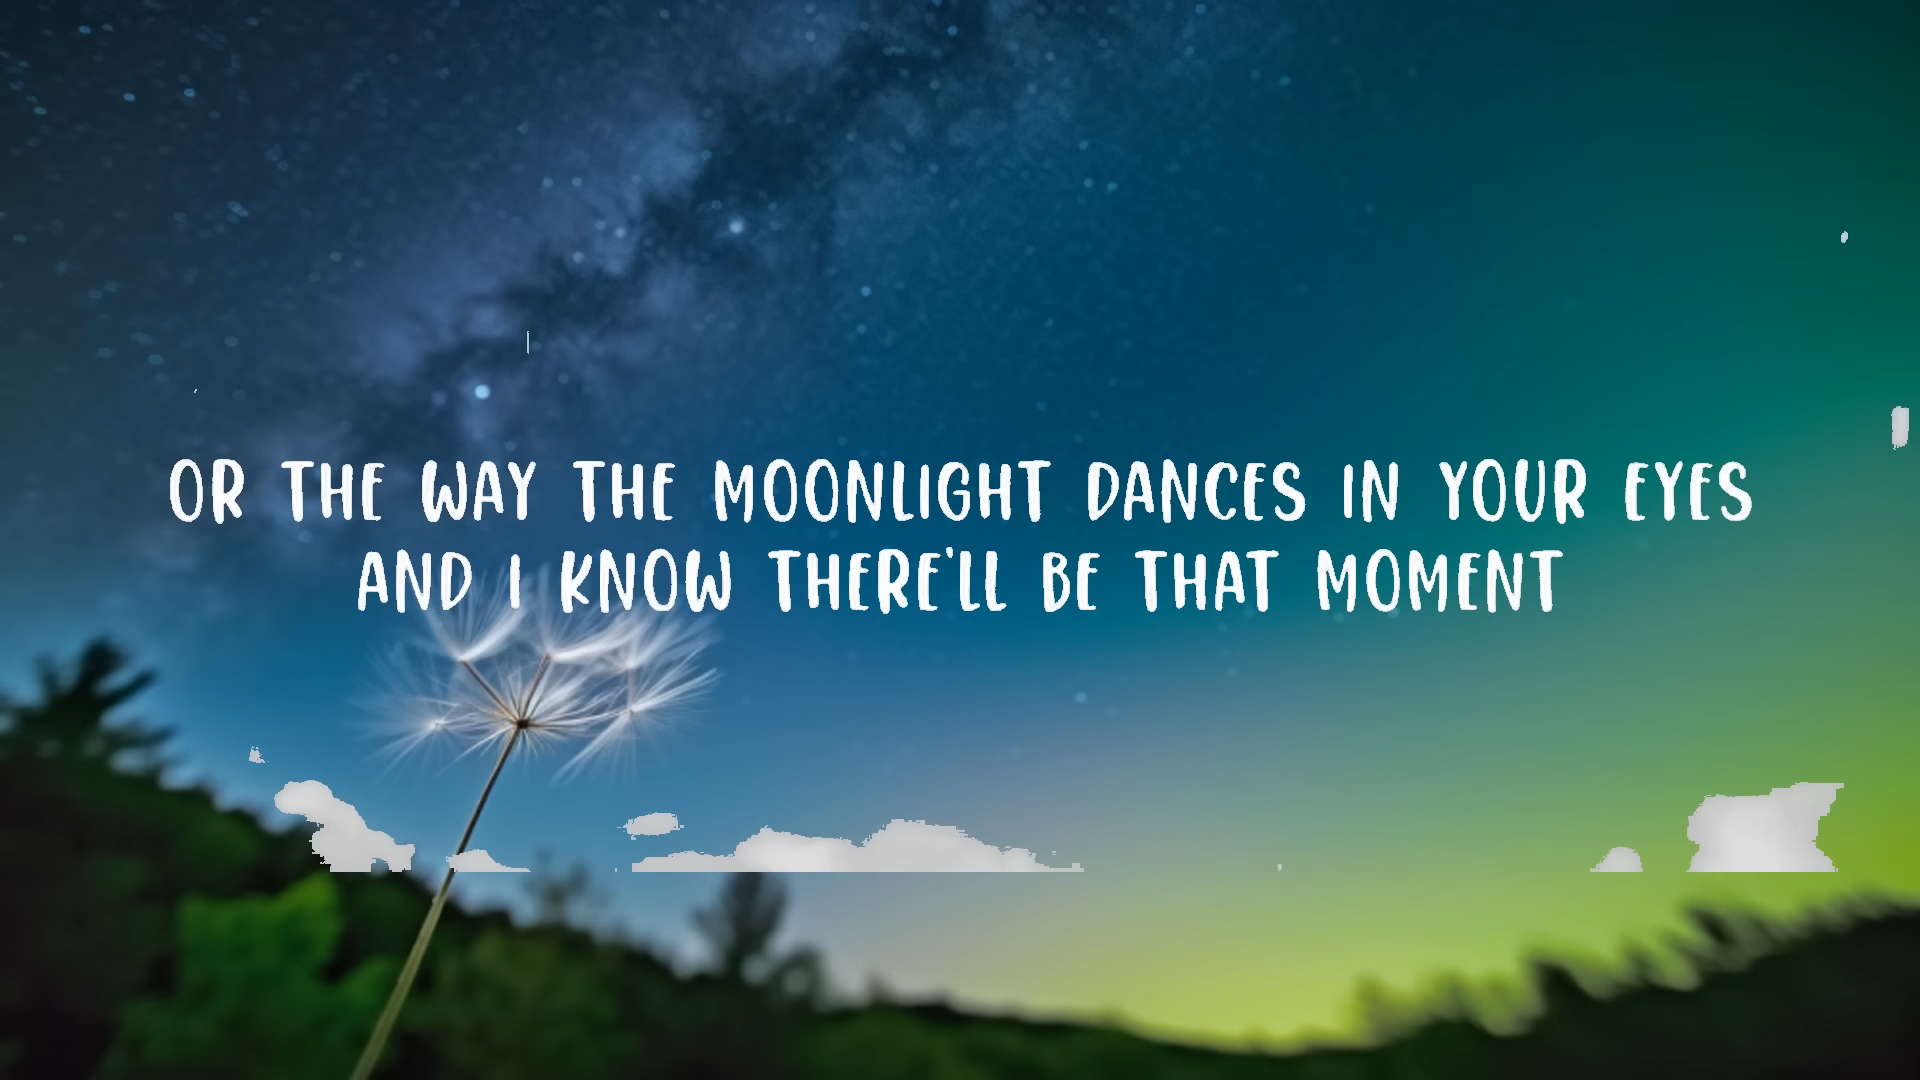 OR THE WAY THE MOONLIGHT DANCES IN YOUR EYES
AND I KNOW THERE'LL BE THAT MOMENT